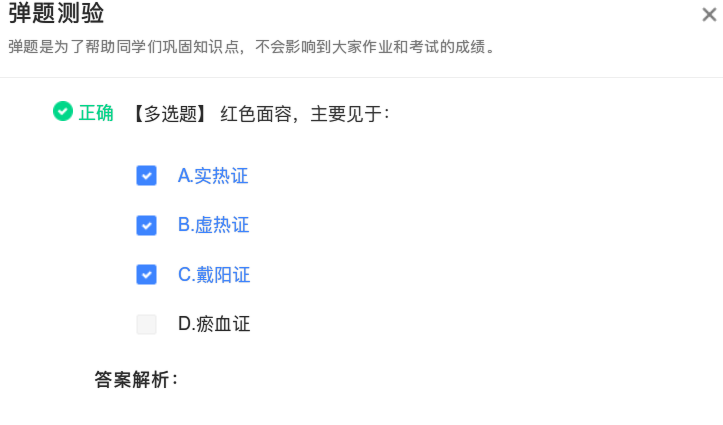 弹题测验
弹题是为了帮助同学们巩固知识点，不会影响到大家作业和考试的成绩。
正确 【多选题】 红色面容，主要见于：
A.实热证
B.虚热证
C.戴阳证
D.瘀血证
答案解析：